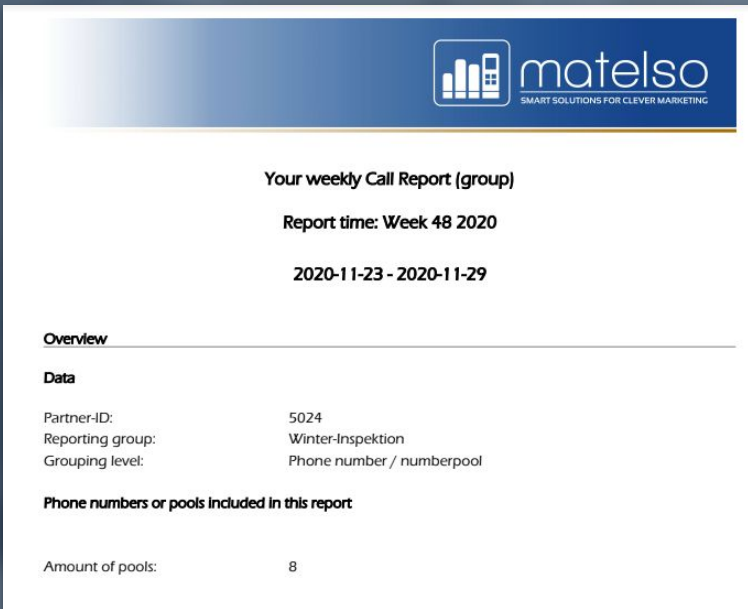 matelso
SMART SOLUTIONS FOR CLEVER MARKETING
Your weekly Call Report (group)
Report time: Week 48 2020
2020-11-23 - 2020-11-29
Overview
Data
Partner-ID: 5024
Reporting group: Winter-Inspektion
Grouping level: Phone number / numberpool
Phone numbers or pools included in this report
Amount of pools: 8